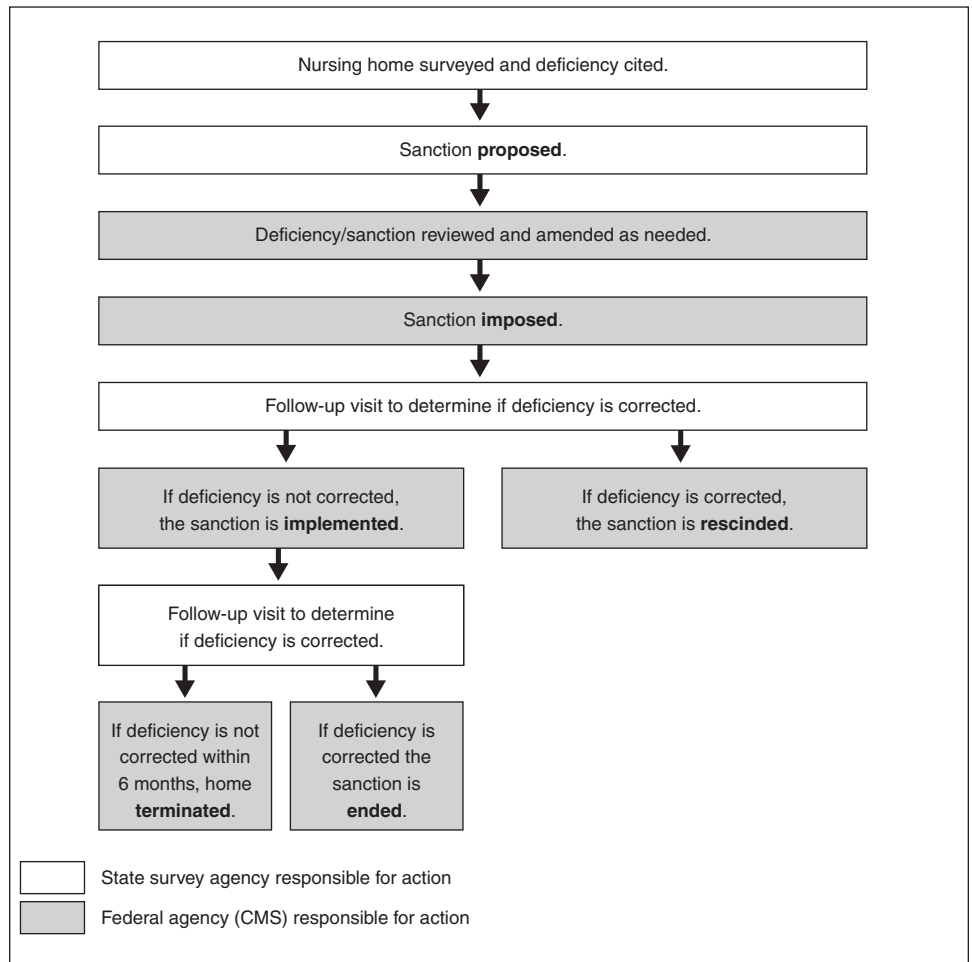 Nursing home surveyed and deficiency cited.
Sanction proposed.
Deficiency/sanction reviewed and amended as needed.
Sanction imposed.
Follow-up visit to determine if deficiency is corrected.
If deficiency is not corrected,
the sanction is implemented.
If deficiency is corrected,
the sanction is rescinded.
Follow-up visit to determine
if deficiency is corrected.
If deficiency is not
corrected within
6 months, home
terminated.
If deficiency is
corrected the
sanction is
ended.
State survey agency responsible for action
Federal agency (CMS) responsible for action